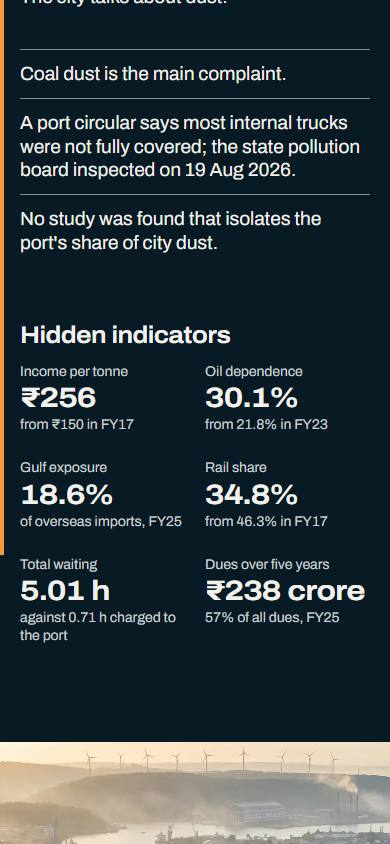 The city talks about dust.
Coal dust is the main complaint.
A port circular says most internal trucks
were not fully covered; the state pollution
board inspected on 19 Aug 2026.
No study was found that isolates the
port's share of city dust.
Hidden indicators
Income per tonne
₹256
from ₹150 in FY17
Oil dependence
30.1%
from 21.8% in FY23
Gulf exposure
18.6%
of overseas imports, FY25
Rail share
34.8%
from 46.3% in FY17
Total waiting
5.01 h
against 0.71 h charged to
the port
Dues over five years
₹238 crore
57% of all dues, FY25